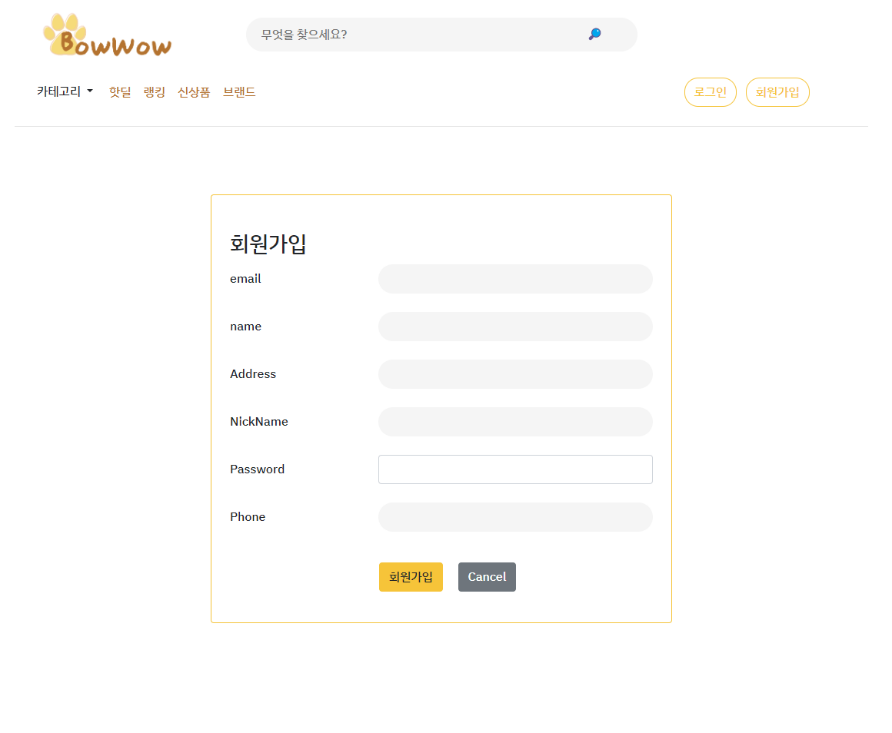 BowWow
무엇을 찾으세요?
카테고리 핫딜 랭킹 신상품 브랜드 로그인 회원가입
회원가입
email
name
Address
NickName
Password
Phone
회원가입 Cancel